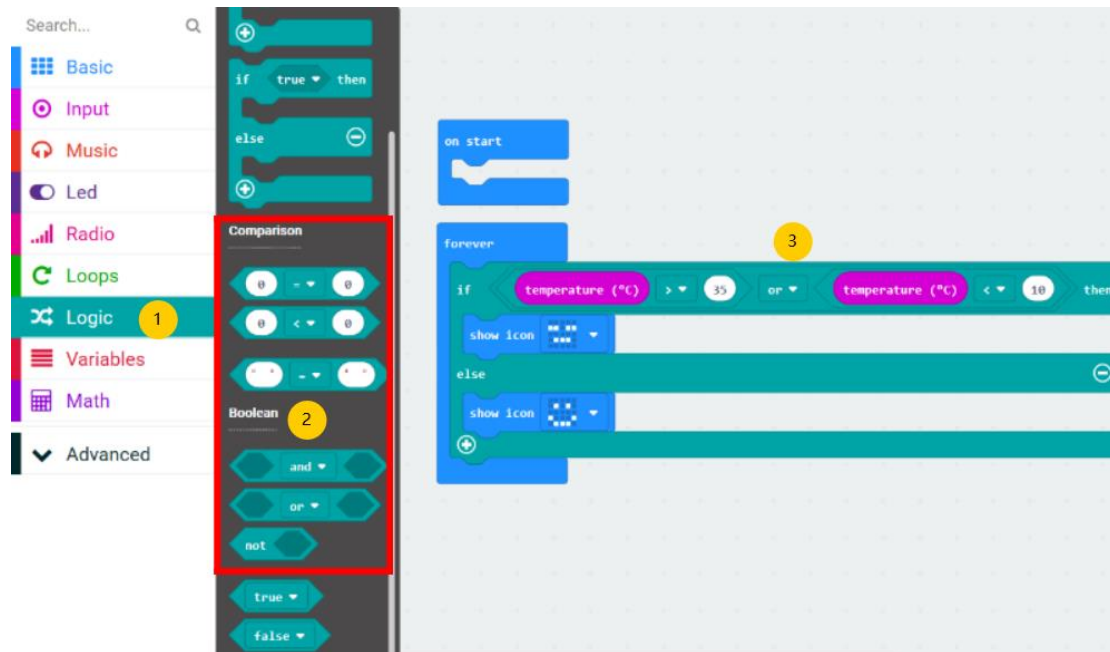 Search...
Basic
Input
Music
Led
Radio
Loops
Logic 1
Variables
Math
Advanced
if true then
else
Comparison
0 = 0
0 < 0
" " = " "
Boolean 2
and
or
not
true
false
on start
forever
3
if temperature (°C) > 35 or temperature (°C) < 10 then
show icon
else
show icon